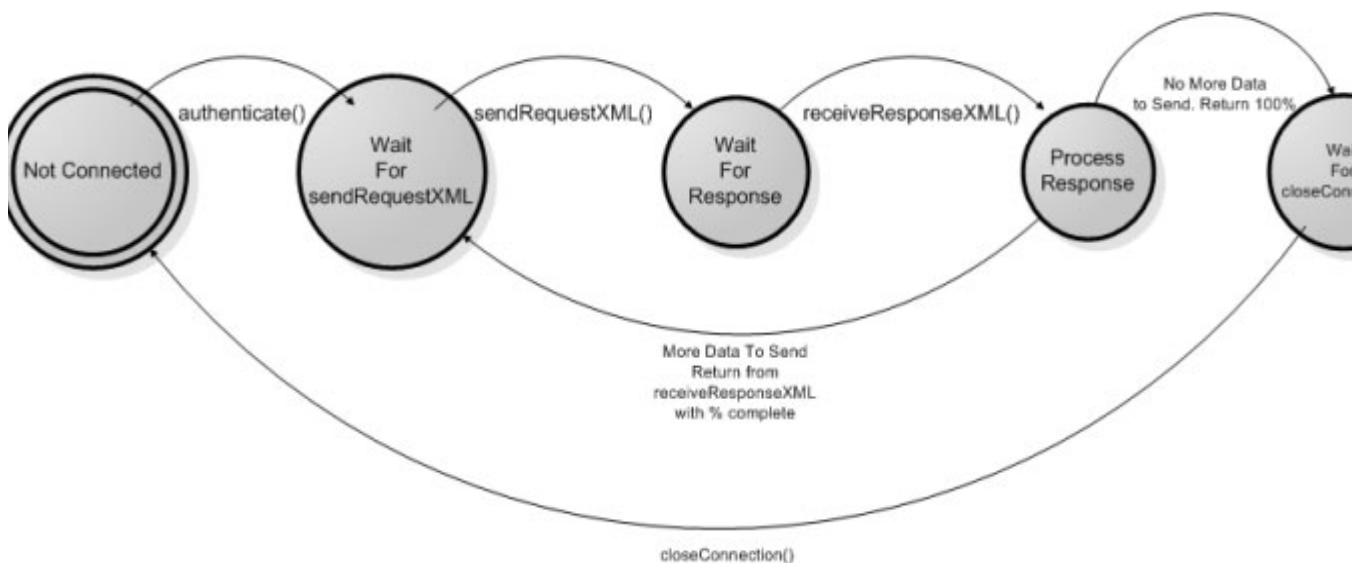 No More Data
to Send. Return 100%
authenticate()
sendRequestXML()
receiveResponseXML()
Not Connected
Wait
For
sendRequestXML
Wait
For
Response
Process
Response
For
More Data To Send
Return from
receiveResponseXML
with % complete
closeConnection()